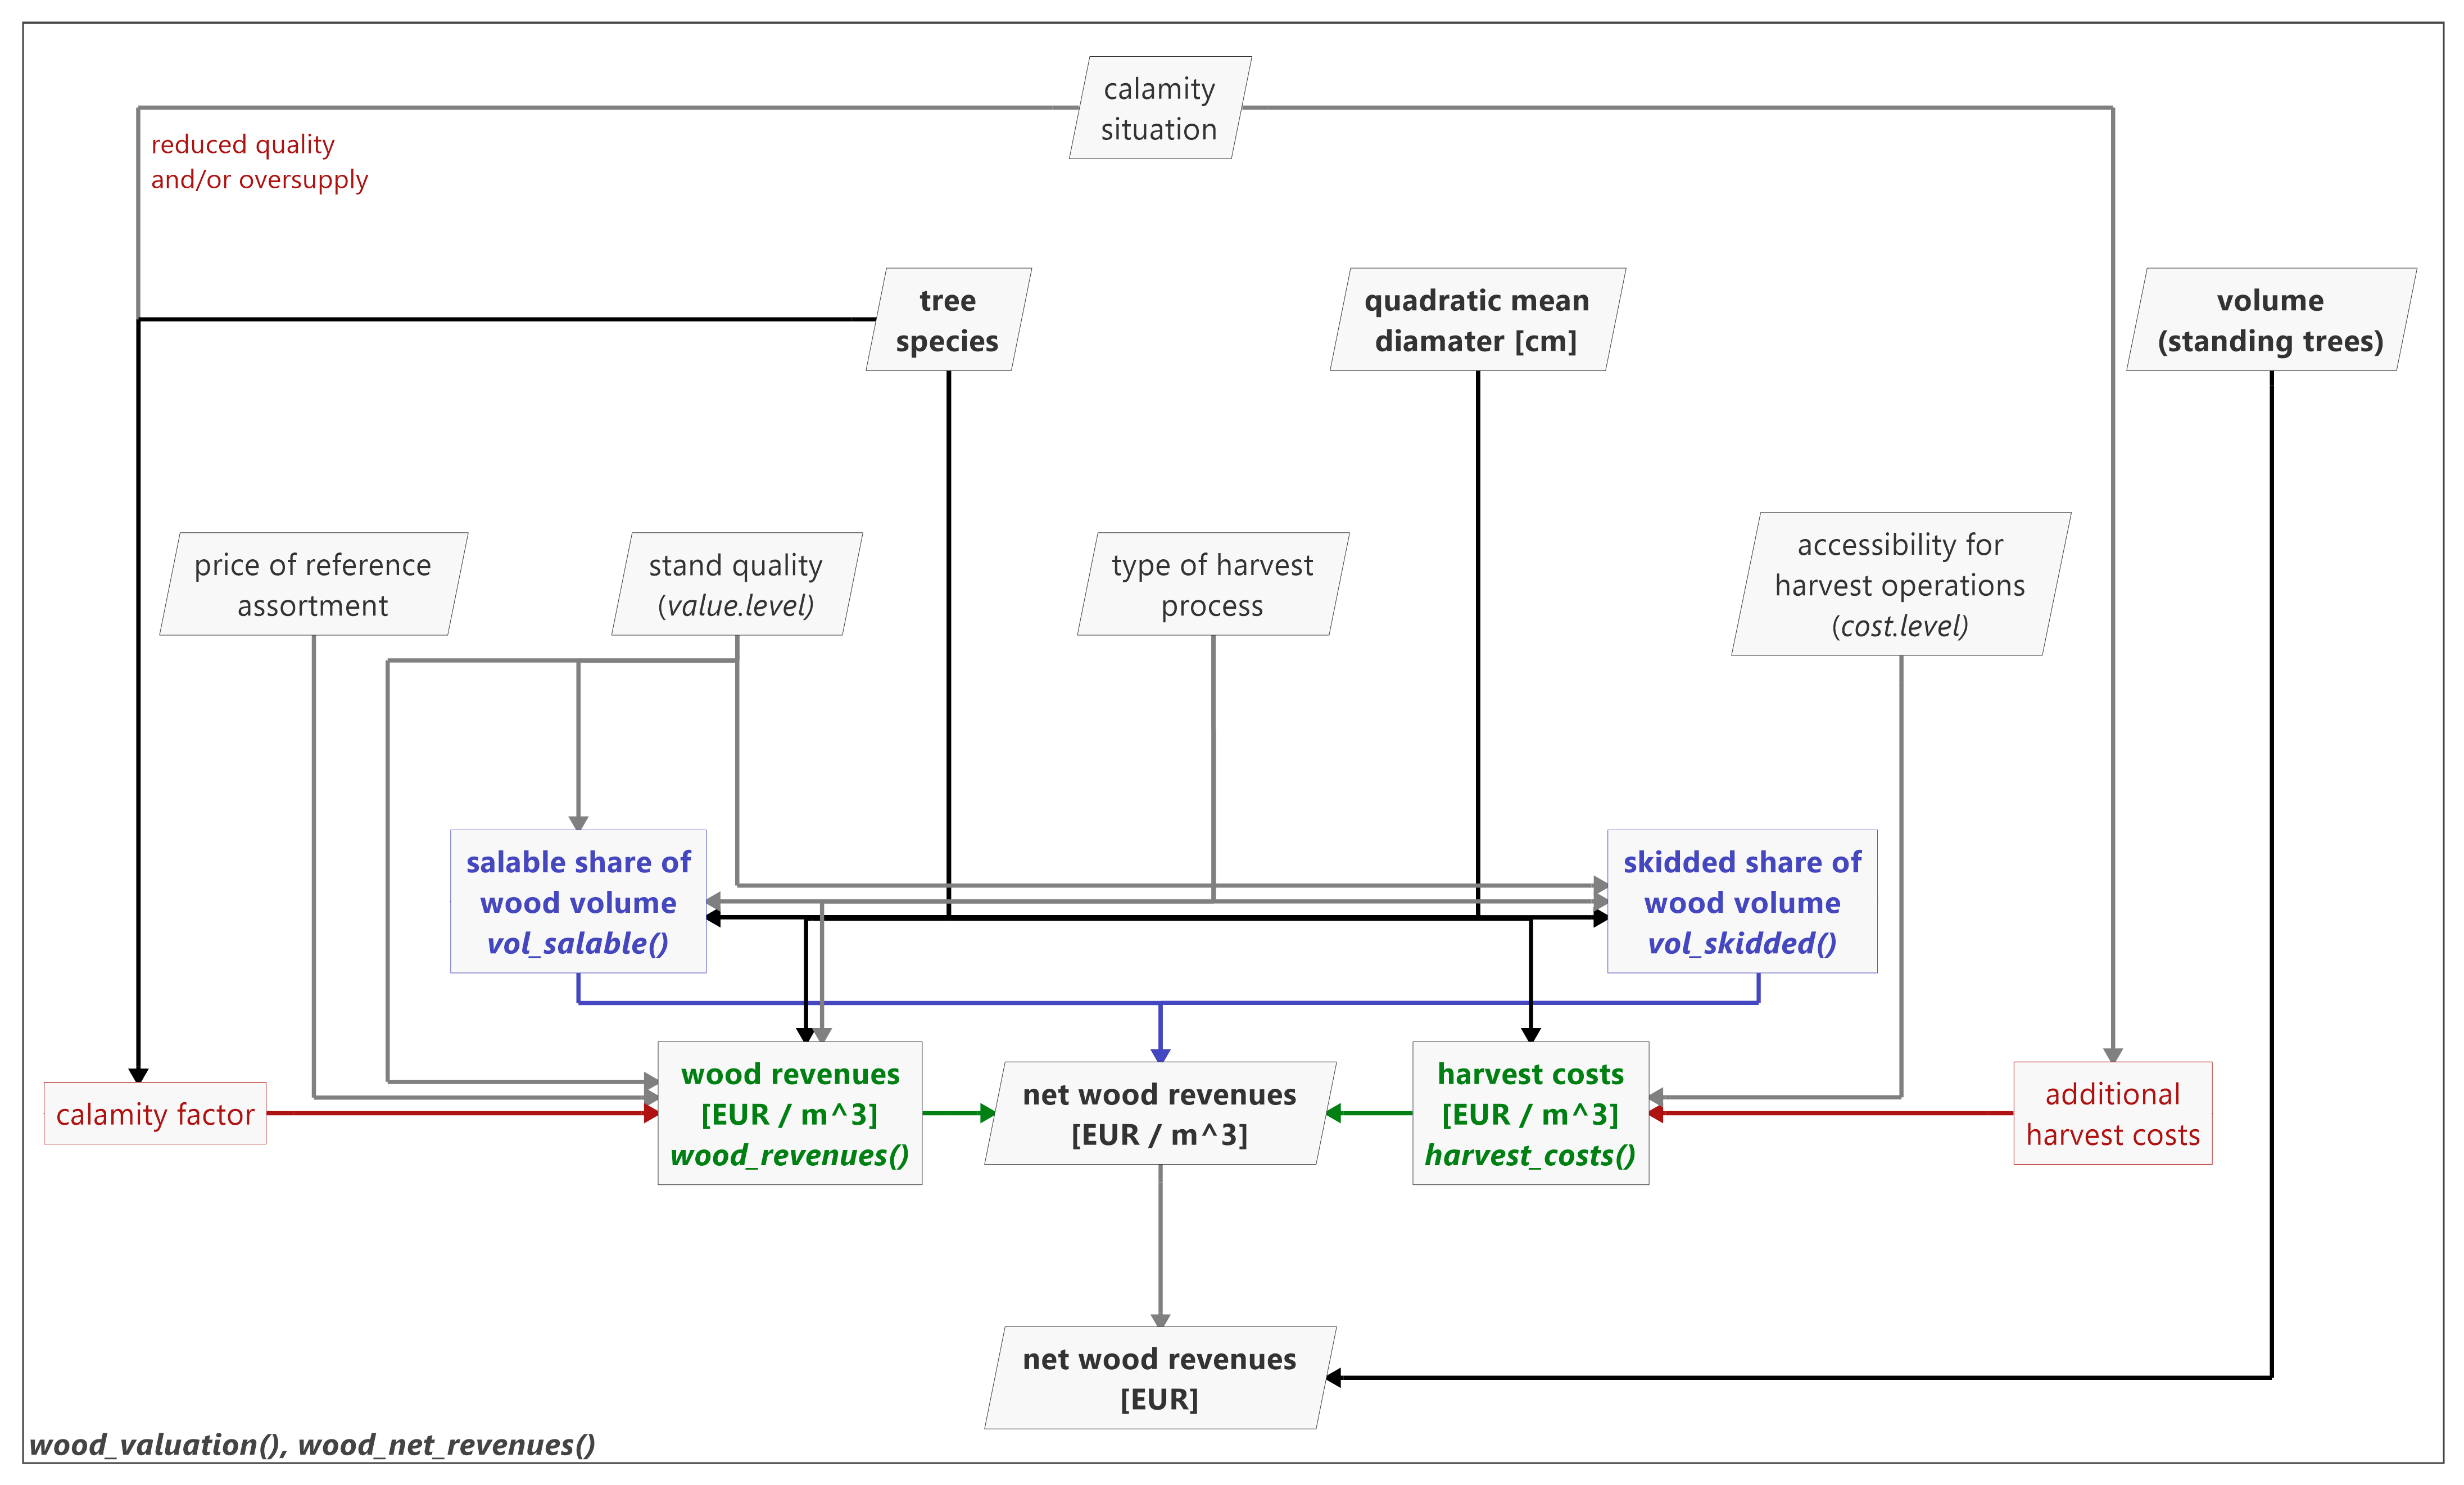 calamity
situation
reduced quality
and/or oversupply
tree
species
quadratic mean
diamater [cm]
volume
(standing trees)
price of reference
assortment
stand quality
(value.level)
type of harvest
process
accessibility for
harvest operations
(cost.level)
salable share of
wood volume
vol_salable()
skidded share of
wood volume
vol_skidded()
calamity factor
wood revenues
[EUR / m^3]
wood_revenues()
net wood revenues
[EUR / m^3]
harvest costs
[EUR / m^3]
harvest_costs()
additional
harvest costs
net wood revenues
[EUR]
wood_valuation(), wood_net_revenues()